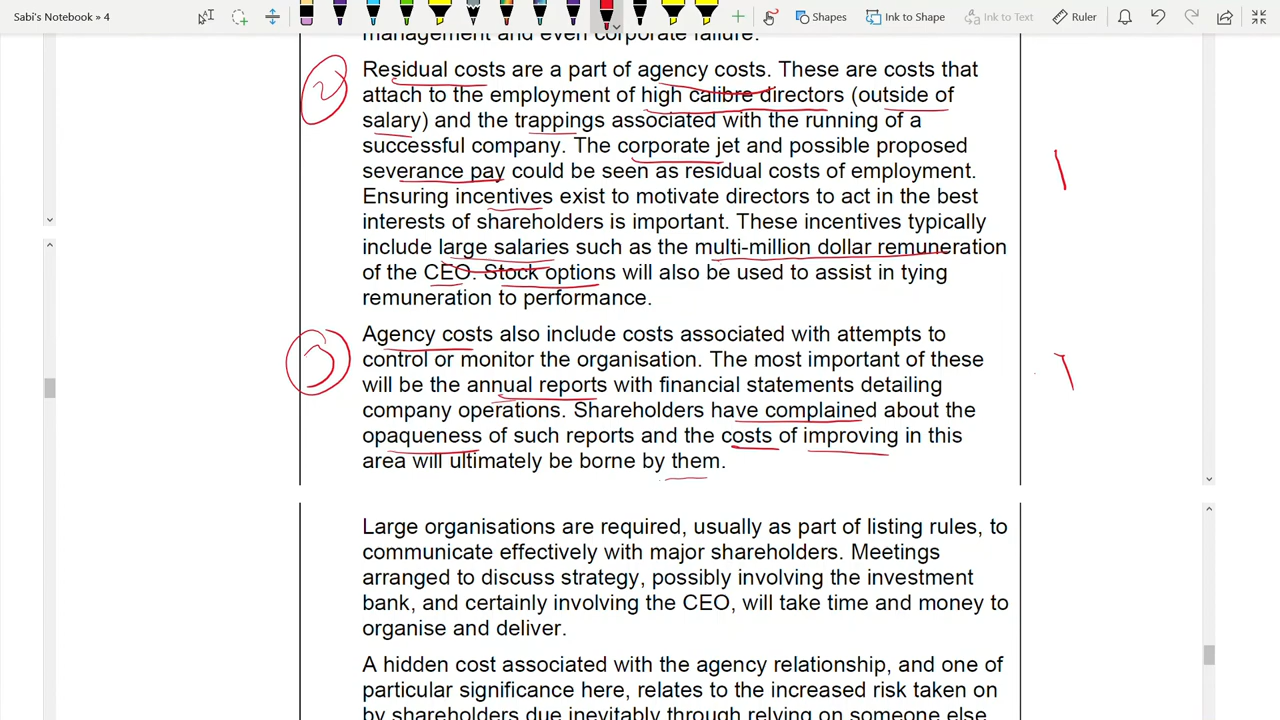 Sabi's Notebook » 4
Shapes
Ink to Shape
Ink to Text
Ruler
management and even corporate failure.
2
Residual costs are a part of agency costs. These are costs that
attach to the employment of high calibre directors (outside of
salary) and the trappings associated with the running of a
successful company. The corporate jet and possible proposed
severance pay could be seen as residual costs of employment.
Ensuring incentives exist to motivate directors to act in the best
interests of shareholders is important. These incentives typically
include large salaries such as the multi-million dollar remuneration
of the CEO. Stock options will also be used to assist in tying
remuneration to performance.
3
Agency costs also include costs associated with attempts to
control or monitor the organisation. The most important of these
will be the annual reports with financial statements detailing
company operations. Shareholders have complained about the
opaqueness of such reports and the costs of improving in this
area will ultimately be borne by them.
Large organisations are required, usually as part of listing rules, to
communicate effectively with major shareholders. Meetings
arranged to discuss strategy, possibly involving the investment
bank, and certainly involving the CEO, will take time and money to
organise and deliver.
A hidden cost associated with the agency relationship, and one of
particular significance here, relates to the increased risk taken on
by shareholders due inevitably through relying on someone else